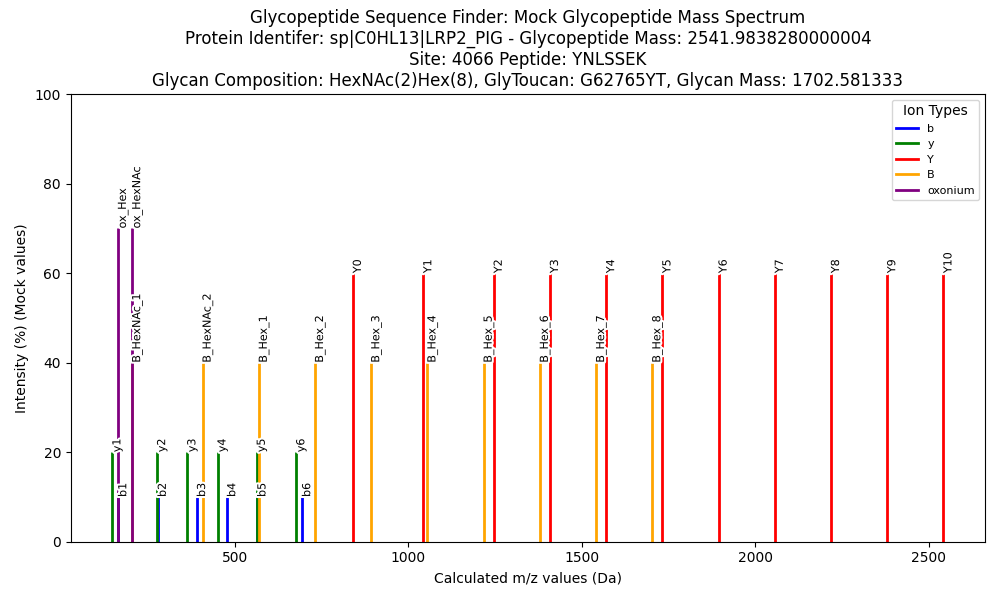 Glycopeptide Sequence Finder: Mock Glycopeptide Mass Spectrum
Protein Identifer: sp|C0HL13|LRP2_PIG - Glycopeptide Mass: 2541.9838280000004
Site: 4066 Peptide: YNLSSEK
Glycan Composition: HexNAc(2)Hex(8), GlyToucan: G62765YT, Glycan Mass: 1702.581333
100
80
60
40
20
0
Intensity (%) (Mock values)
Ion Types
b
y
Y
B
oxonium
ox_Hex
ox_HexNAc
Y0
Y1
Y2
Y3
Y4
Y5
Y6
Y7
Y8
Y9
Y10
B_HexNAc_1
B_HexNAc_2
B_Hex_1
B_Hex_2
B_Hex_3
B_Hex_4
B_Hex_5
B_Hex_6
B_Hex_7
B_Hex_8
y1
y2
y3
y4
y5
y6
b1
b2
b3
b4
b5
b6
500
1000
1500
2000
2500
Calculated m/z values (Da)